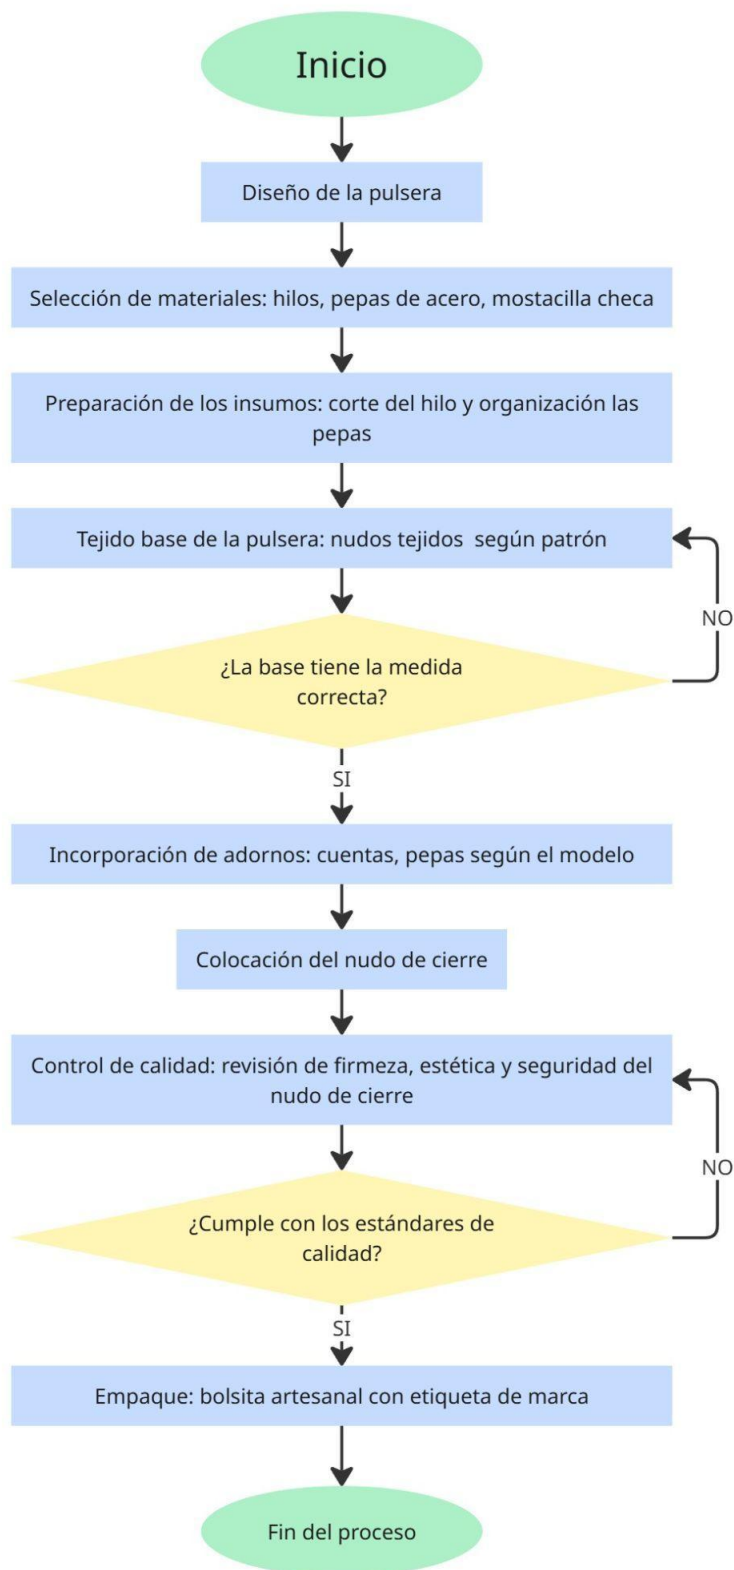 Inicio
Diseño de la pulsera
Selección de materiales: hilos, pepas de acero, mostacilla checa
Preparación de los insumos: corte del hilo y organización las
pepas
Tejido base de la pulsera: nudos tejidos  según patrón
NO
¿La base tiene la medida
correcta?
SI
Incorporación de adornos: cuentas, pepas según el modelo
Colocación del nudo de cierre
Control de calidad: revisión de firmeza, estética y seguridad del
nudo de cierre
NO
¿Cumple con los estándares de
calidad?
SI
Empaque: bolsita artesanal con etiqueta de marca
Fin del proceso